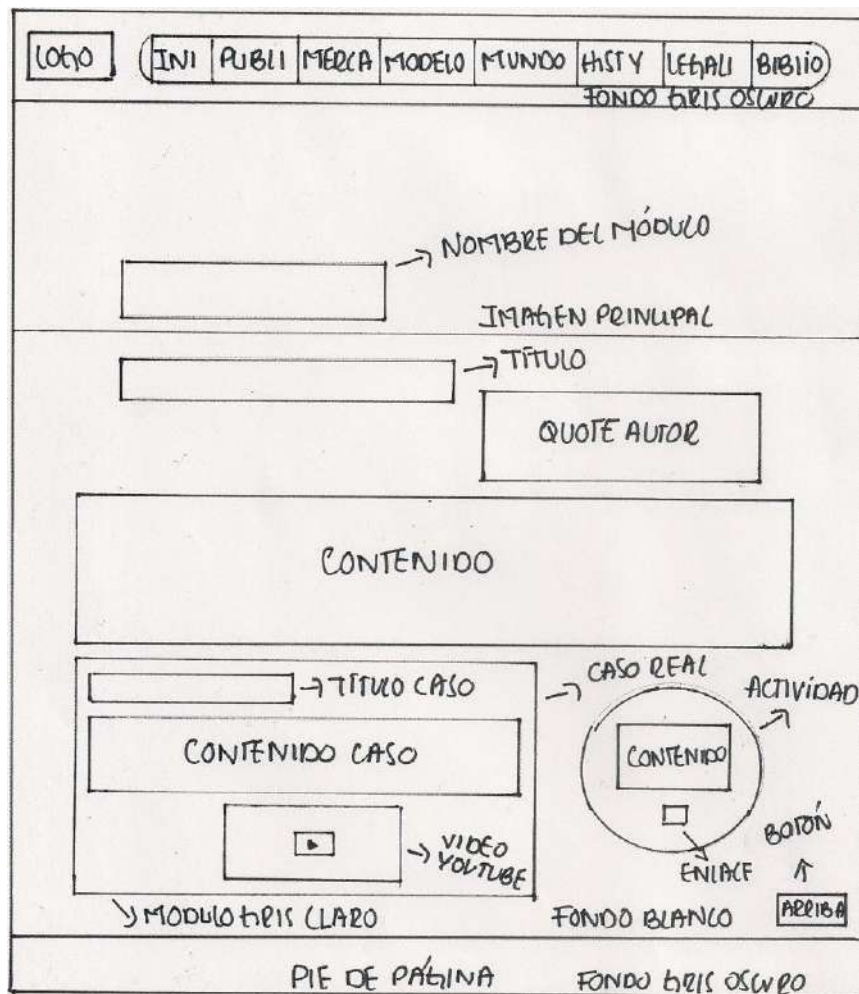 LOGO
INI PUBLI MERCA MODELO MUNDO HISTY LEGALI BIBLIO
FONDO GRIS OSCURO
NOMBRE DEL MÓDULO
IMAGEN PRINCIPAL
TÍTULO
QUOTE AUTOR
CONTENIDO
TÍTULO CASO
CASO REAL
ACTIVIDAD
CONTENIDO CASO
CONTENIDO
VIDEO
YOUTUBE
ENLACE
BOTÓN
ARRIBA
MODULO GRIS CLARO
FONDO BLANCO
PIE DE PÁGINA
FONDO GRIS OSCURO